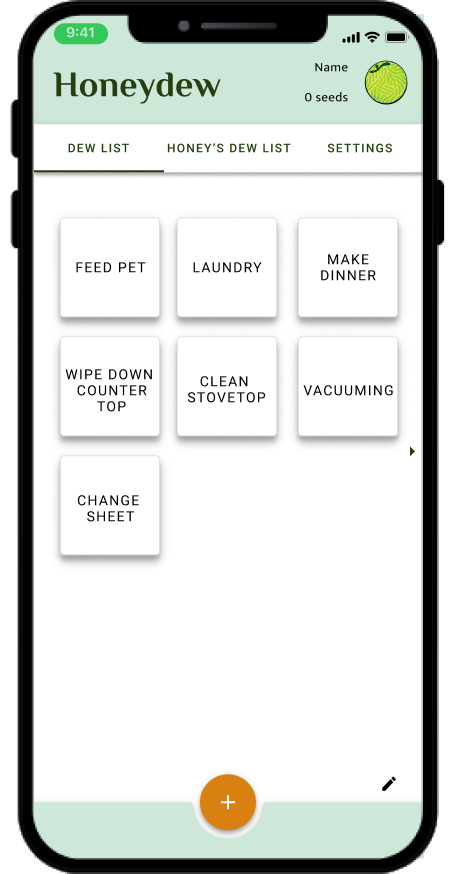 9:41
Honeydew
Name
0 seeds
DEW LIST
HONEY’S DEW LIST
SETTINGS
FEED PET
LAUNDRY
MAKE
DINNER
WIPE DOWN
COUNTER
TOP
CLEAN
STOVETOP
VACUUMING
CHANGE
SHEET
+